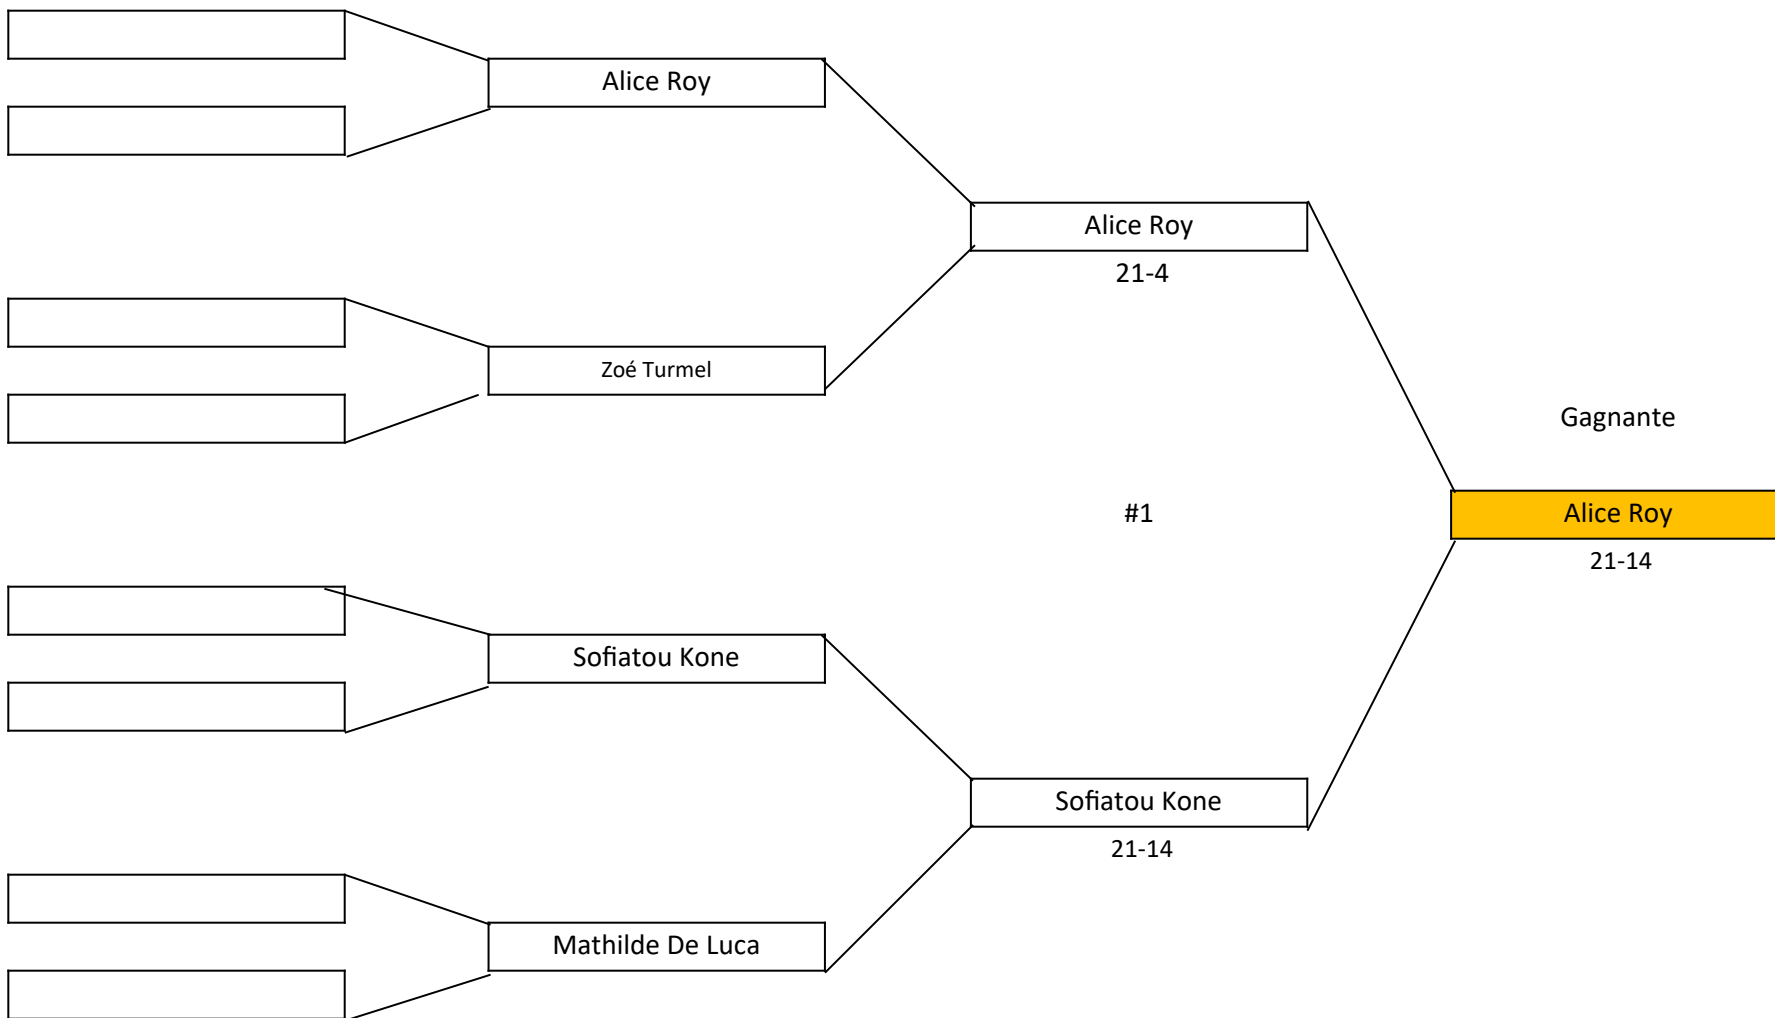 Alice Roy
Alice Roy
21-4
Zoé Turmel
Gagnante
#1
Alice Roy
21-14
Sofiatou Kone
Sofiatou Kone
21-14
Mathilde De Luca